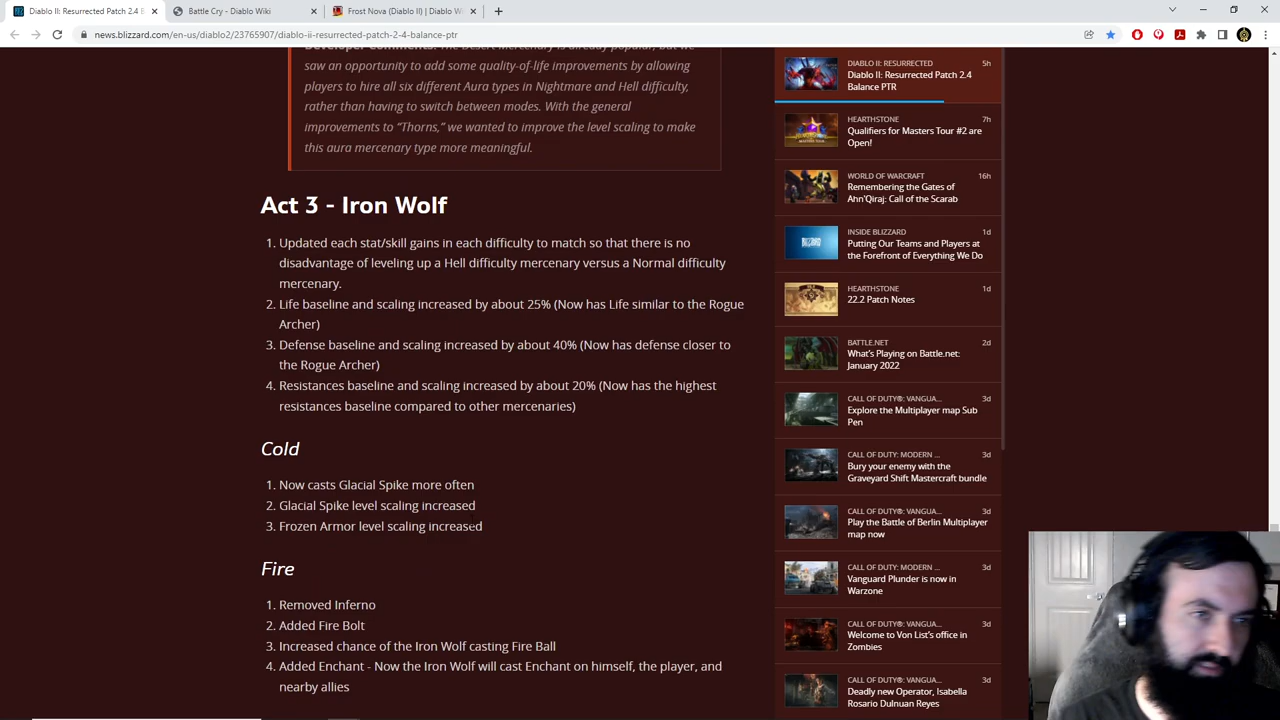 Diablo II: Resurrected Patch 2.4 B
Battle Cry - Diablo Wiki
Frost Nova (Diablo II) | Diablo W
news.blizzard.com/en-us/diablo2/23765907/diablo-ii-resurrected-patch-2-4-balance-ptr
Developer Comments: The Desert Mercenary is already popular, but we
saw an opportunity to add some quality-of-life improvements by allowing
players to hire all six different Aura types in Nightmare and Hell difficulty,
rather than having to switch between modes. With the general
improvements to “Thorns,” we wanted to improve the level scaling to make
this aura mercenary type more meaningful.
Act 3 - Iron Wolf
1. Updated each stat/skill gains in each difficulty to match so that there is no
disadvantage of leveling up a Hell difficulty mercenary versus a Normal difficulty
mercenary.
2. Life baseline and scaling increased by about 25% (Now has Life similar to the Rogue
Archer)
3. Defense baseline and scaling increased by about 40% (Now has defense closer to
the Rogue Archer)
4. Resistances baseline and scaling increased by about 20% (Now has the highest
resistances baseline compared to other mercenaries)
Cold
1. Now casts Glacial Spike more often
2. Glacial Spike level scaling increased
3. Frozen Armor level scaling increased
Fire
1. Removed Inferno
2. Added Fire Bolt
3. Increased chance of the Iron Wolf casting Fire Ball
4. Added Enchant - Now the Iron Wolf will cast Enchant on himself, the player, and
nearby allies
DIABLO II: RESURRECTED 5h
Diablo II: Resurrected Patch 2.4
Balance PTR
HEARTHSTONE 7h
Qualifiers for Masters Tour #2 are
Open!
WORLD OF WARCRAFT 16h
Remembering the Gates of
Ahn'Qiraj: Call of the Scarab
INSIDE BLIZZARD 1d
Putting Our Teams and Players at
the Forefront of Everything We Do
HEARTHSTONE 1d
22.2 Patch Notes
BATTLE.NET 2d
What's Playing on Battle.net:
January 2022
CALL OF DUTY®: VANGUA... 3d
Explore the Multiplayer map Sub
Pen
CALL OF DUTY: MODERN ... 3d
Bury your enemy with the
Graveyard Shift Mastercraft bundle
CALL OF DUTY®: VANGUA... 3d
Play the Battle of Berlin Multiplayer
map now
CALL OF DUTY: MODERN ... 3d
Vanguard Plunder is now in
Warzone
CALL OF DUTY®: VANGUA... 3d
Welcome to Von List's office in
Zombies
CALL OF DUTY®: VANGUA... 3d
Deadly new Operator, Isabella
Rosario Dulnuan Reyes